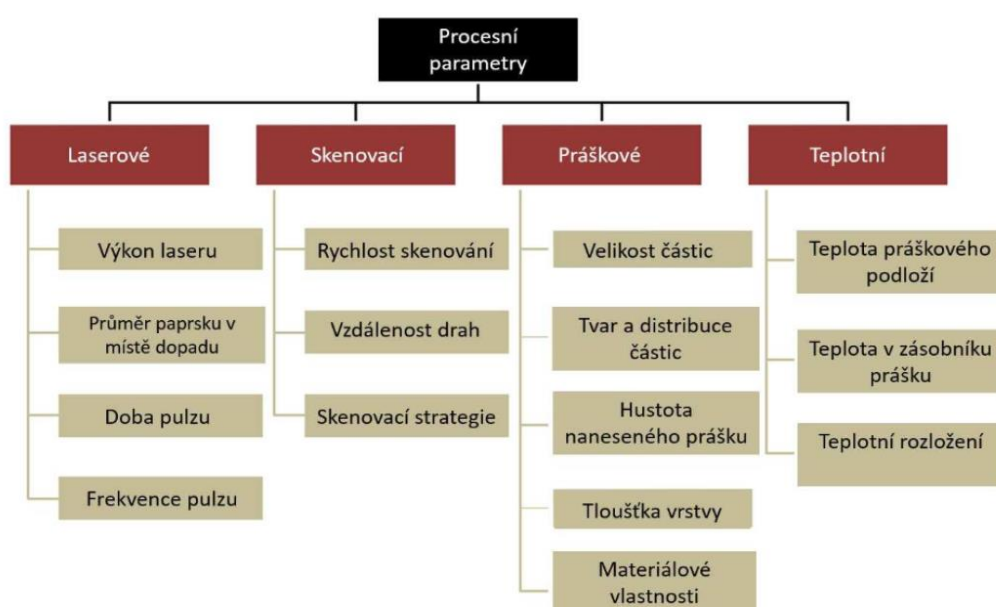 Procesní
parametry
Laserové
Skenovací
Práškové
Teplotní
Výkon laseru
Průměr paprsku v
místě dopadu
Doba pulzu
Frekvence pulzu
Rychlost skenování
Vzdálenost drah
Skenovací strategie
Velikost částic
Tvar a distribuce
částic
Hustota
naneseného prášku
Tloušťka vrstvy
Materiálové
vlastnosti
Teplota práškového
podloží
Teplota v zásobníku
prášku
Teplotní rozložení